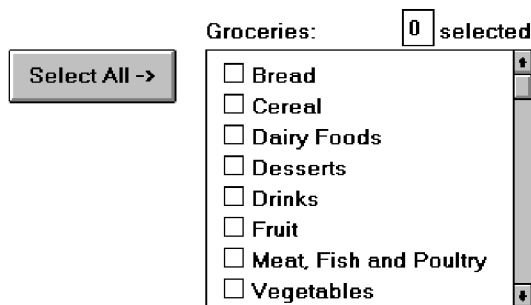 Groceries: 0 selected
Select All ->
Bread
Cereal
Dairy Foods
Desserts
Drinks
Fruit
Meat, Fish and Poultry
Vegetables